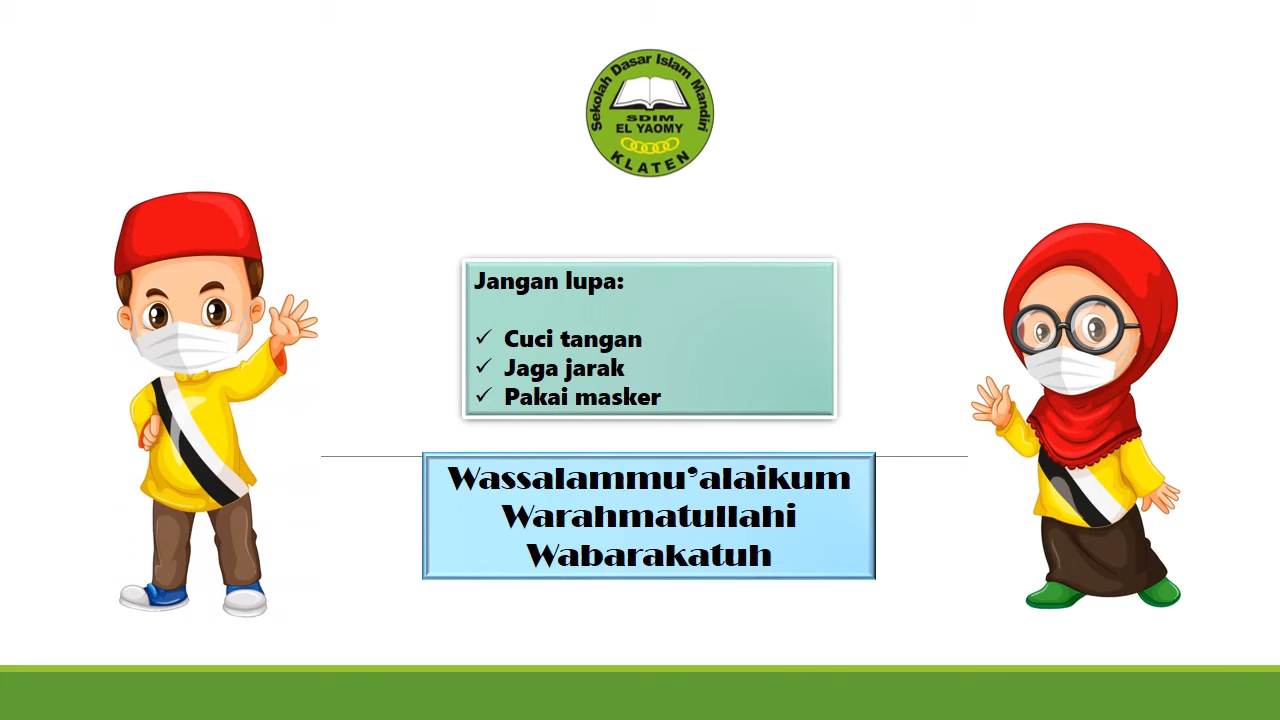 Sekolah Dasar Islam Mandiri
SDIM
EL YAOMY
KLATEN
Jangan lupa:
✓ Cuci tangan
✓ Jaga jarak
✓ Pakai masker
Wassalammu’alaikum
Warahmatullahi
Wabarakatuh